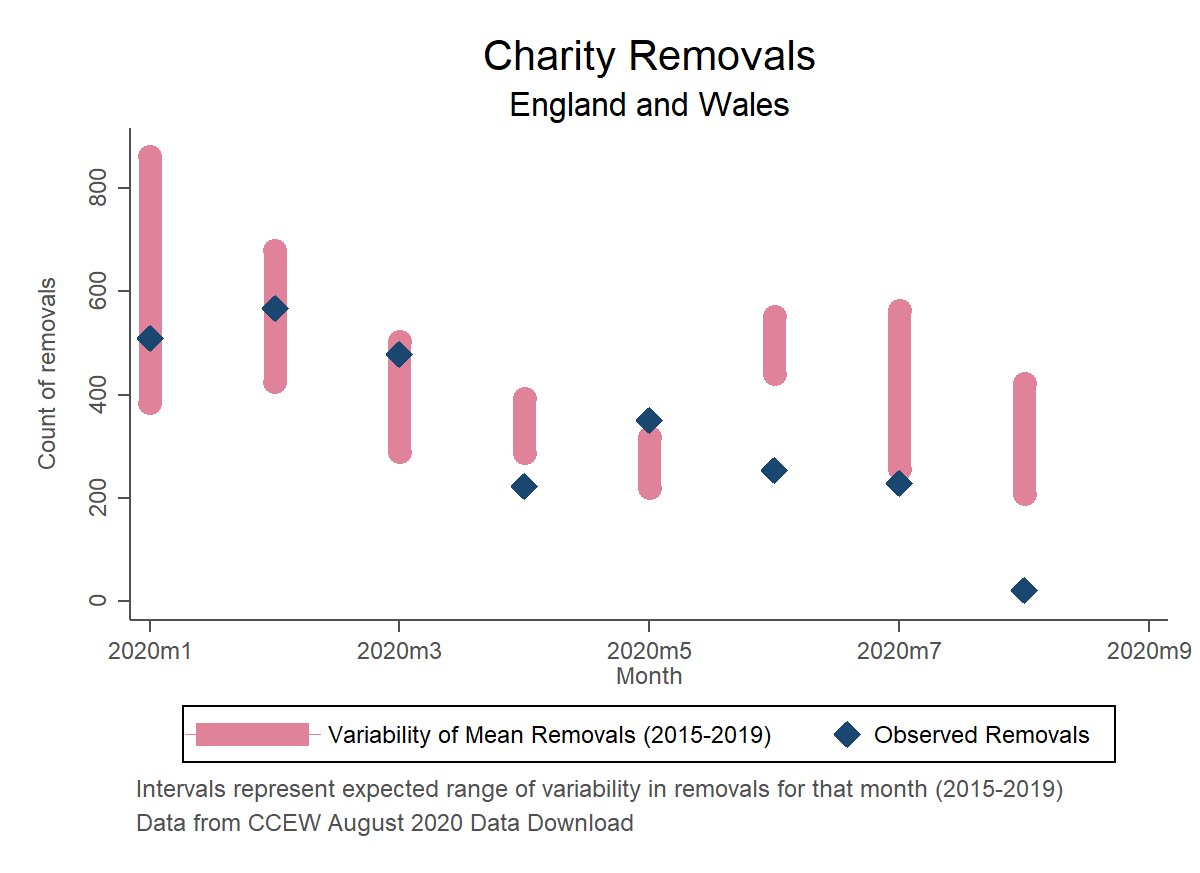 Charity Removals
England and Wales
Count of removals
800
600
400
200
0
2020m1 2020m3 2020m5 2020m7 2020m9
Month
Variability of Mean Removals (2015-2019) Observed Removals
Intervals represent expected range of variability in removals for that month (2015-2019)
Data from CCEW August 2020 Data Download